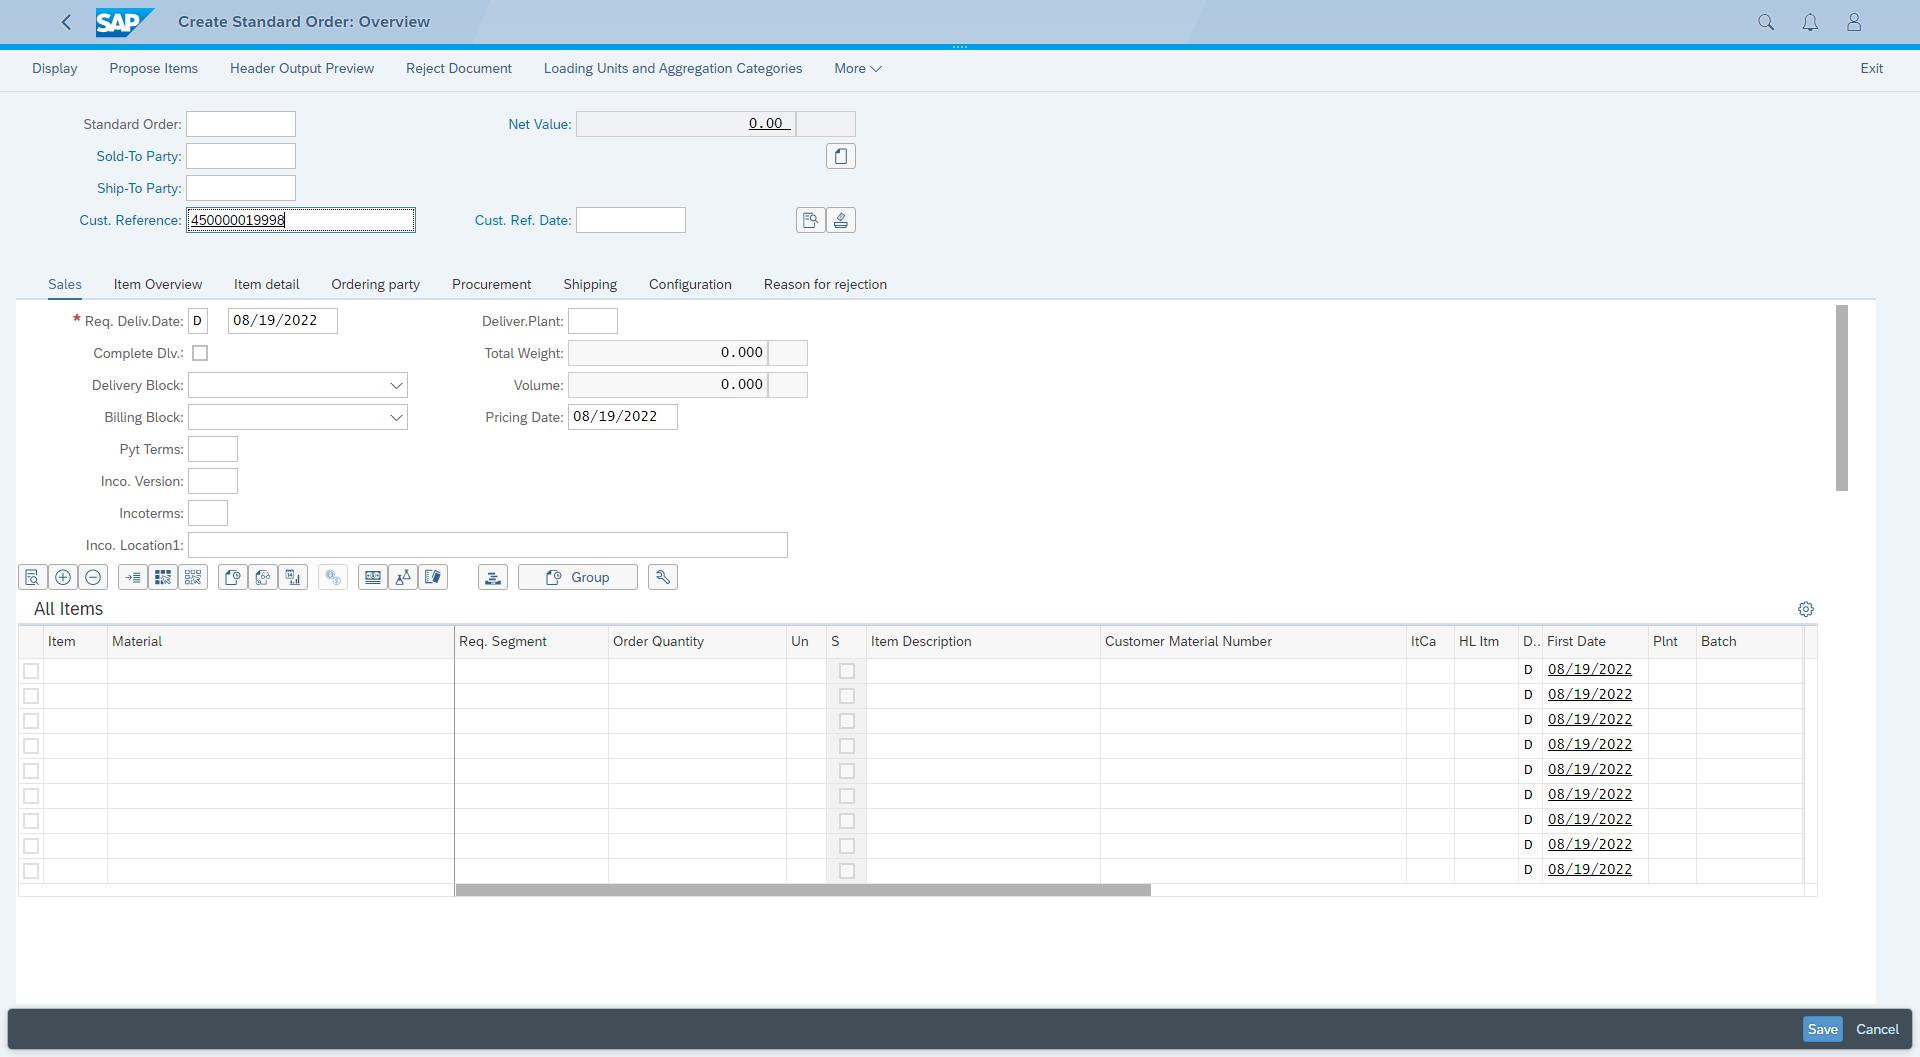 SAP Create Standard Order: Overview
Display Propose Items Header Output Preview Reject Document Loading Units and Aggregation Categories More Exit
Standard Order: Net Value: 0.00
Sold-To Party:
Ship-To Party:
Cust. Reference: 450000019998 Cust. Ref. Date:
Sales Item Overview Item detail Ordering party Procurement Shipping Configuration Reason for rejection
* Req. Deliv.Date: D 08/19/2022 Deliver.Plant:
Complete Dlv.: Total Weight: 0.000
Delivery Block: Volume: 0.000
Billing Block: Pricing Date: 08/19/2022
Pyt Terms:
Inco. Version:
Incoterms:
Inco. Location1:
Group
All Items
Item Material Req. Segment Order Quantity Un S Item Description Customer Material Number ItCa HL Itm D.. First Date Plnt Batch
D 08/19/2022
D 08/19/2022
D 08/19/2022
D 08/19/2022
D 08/19/2022
D 08/19/2022
D 08/19/2022
D 08/19/2022
D 08/19/2022
Save Cancel